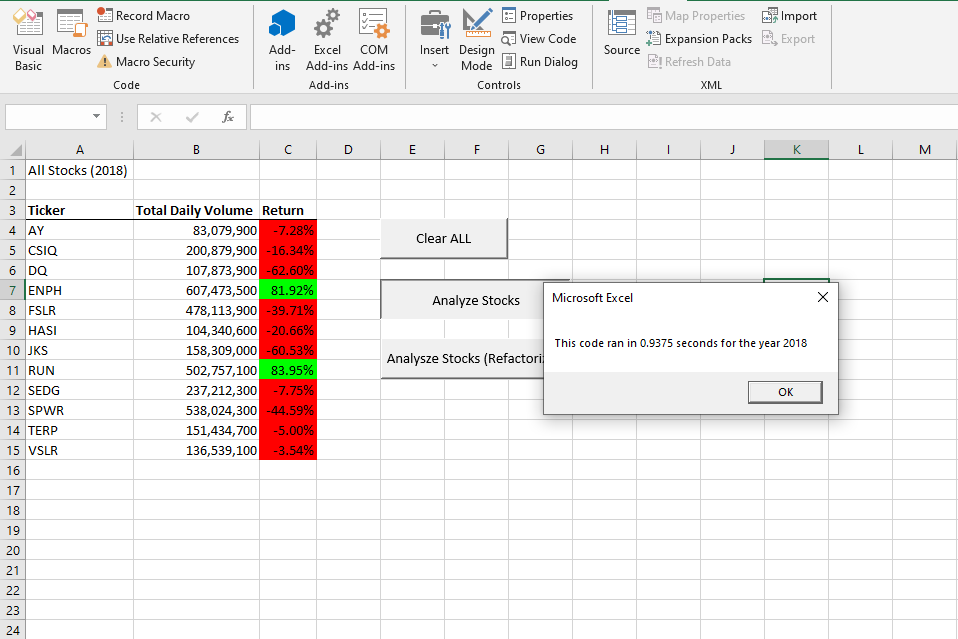 Visual Basic
Macros
Record Macro
Use Relative References
Macro Security
Code
Add-ins
Excel Add-ins
COM Add-ins
Add-ins
Insert
Design Mode
Properties
View Code
Run Dialog
Controls
Source
Map Properties
Expansion Packs
Refresh Data
Import
Export
XML
fx
A B C D E F G H I J K L M
1 All Stocks (2018)
2
3 Ticker Total Daily Volume Return
4 AY 83,079,900 -7.28%
5 CSIQ 200,879,900 -16.34%
6 DQ 107,873,900 -62.60%
7 ENPH 607,473,500 81.92%
8 FSLR 478,113,900 -39.71%
9 HASI 104,340,600 -20.66%
10 JKS 158,309,000 -60.53%
11 RUN 502,757,100 83.95%
12 SEDG 237,212,300 -7.75%
13 SPWR 538,024,300 -44.59%
14 TERP 151,434,700 -5.00%
15 VSLR 136,539,100 -3.54%
16
17
18
19
20
21
22
23
24
Clear ALL
Analyze Stocks
Analysze Stocks (Refactori
Microsoft Excel
This code ran in 0.9375 seconds for the year 2018
OK